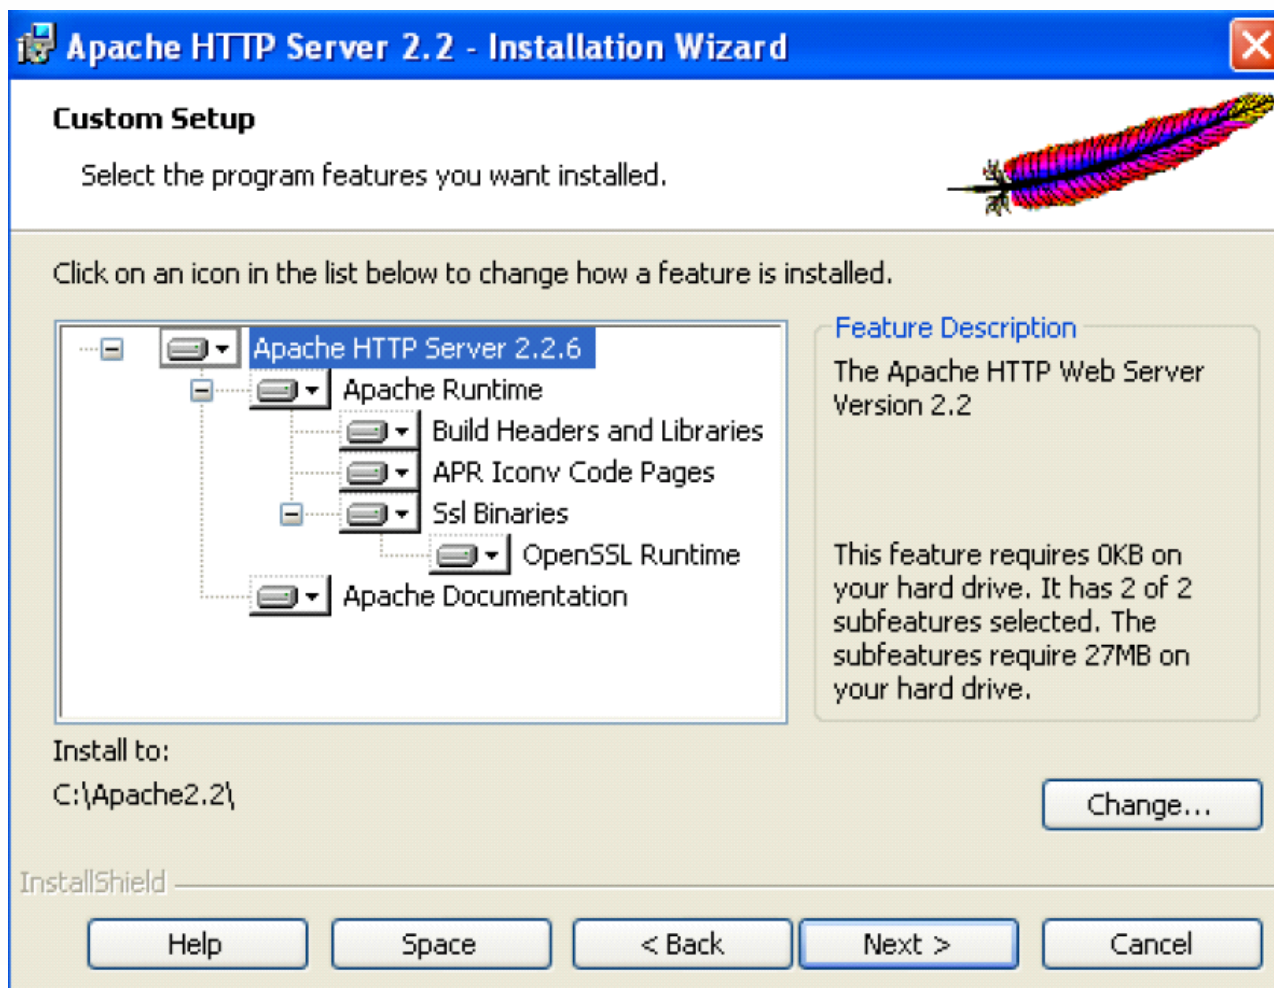 Apache HTTP Server 2.2 - Installation Wizard
Custom Setup
Select the program features you want installed.
Click on an icon in the list below to change how a feature is installed.
Apache HTTP Server 2.2.6
Apache Runtime
Build Headers and Libraries
APR Iconv Code Pages
Ssl Binaries
OpenSSL Runtime
Apache Documentation
Feature Description
The Apache HTTP Web Server
Version 2.2
This feature requires 0KB on
your hard drive. It has 2 of 2
subfeatures selected. The
subfeatures require 27MB on
your hard drive.
Install to:
C:\Apache2.2\
Change...
InstallShield
Help
Space
< Back
Next >
Cancel